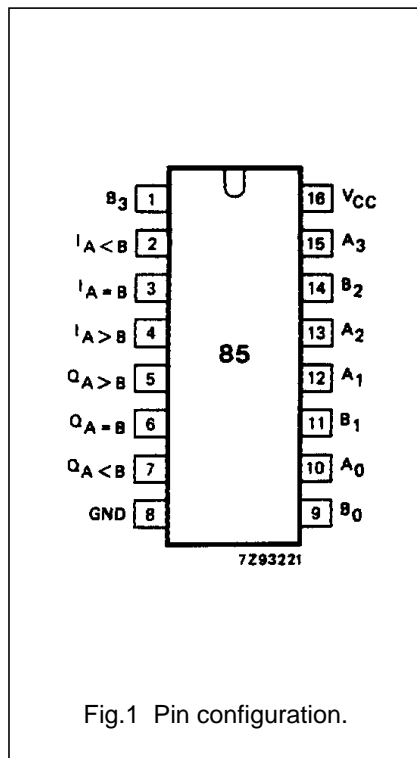 B3 1 16 VCC
IA < B 2 15 A3
IA = B 3 14 B2
IA > B 4 13 A2
85
QA > B 5 12 A1
QA = B 6 11 B1
QA < B 7 10 A0
GND 8 9 B0
7Z93221
Fig.1 Pin configuration.